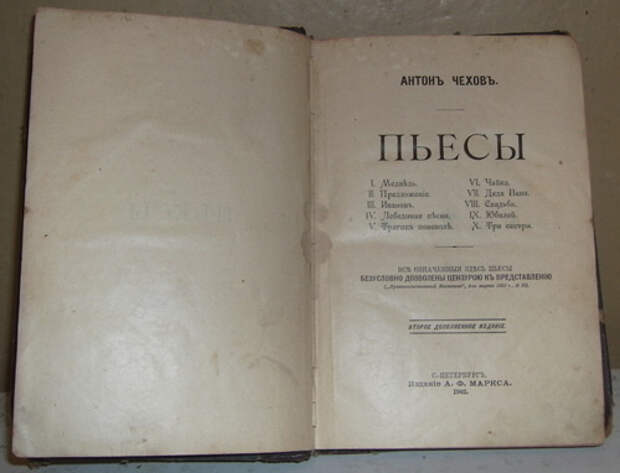 АНТОНЪ ЧЕХОВЪ.
ПЬЕСЫ
I. Медвѣдь.
II. Предложеніе.
III. Ивановъ.
IV. Лебединая пѣсня.
V. Трагикъ поневолѣ.
VI. Чайка.
VII. Дядя Ваня.
VIII. Свадьба.
IX. Юбилей.
X. Три сестры.
ВСѢ ОЗНАЧЕННЫЯ ЗДѢСЬ ПЬЕСЫ
БЕЗУСЛОВНО ДОЗВОЛЕНЫ ЦЕНЗУРОЮ КЪ ПРЕДСТАВЛЕНІЮ
ВТОРОЕ ДОПОЛНЕННОЕ ИЗДАНІЕ.
С.-ПЕТЕРБУРГЪ.
Изданіе А. Ф. МАРКСА.
1902.